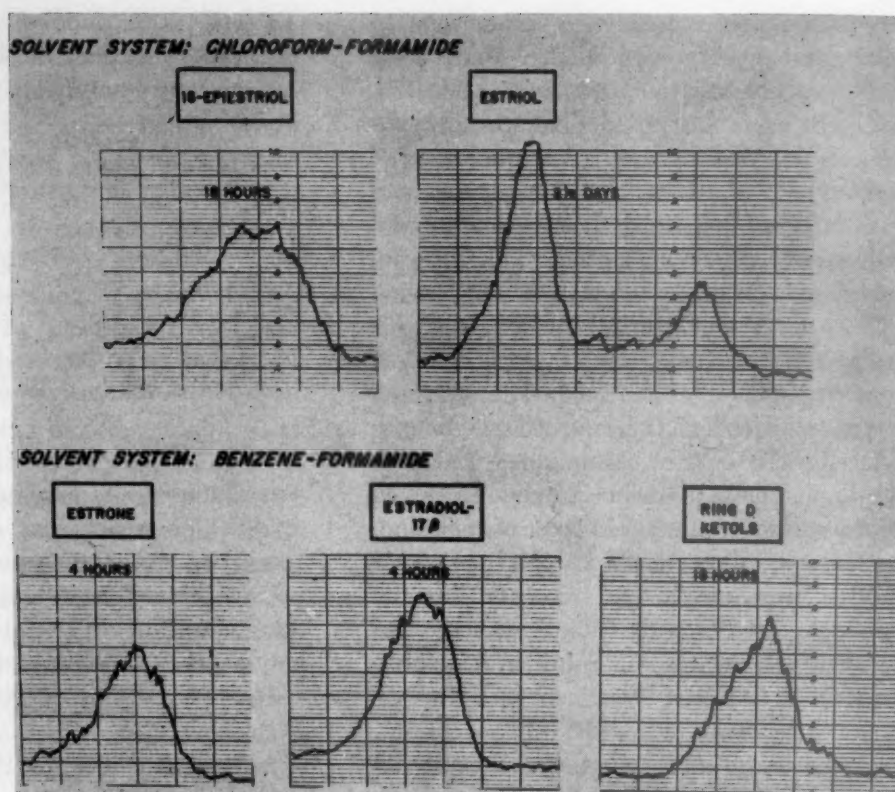 SOLVENT SYSTEM: CHLOROFORM-FORMAMIDE
16-EPIESTRIOL
ESTRIOL
18 HOURS
DAYS
SOLVENT SYSTEM: BENZENE-FORMAMIDE
ESTRONE
ESTRADIOL-
17β
RING D
KETOLS
4 HOURS
4 HOURS
18 HOURS